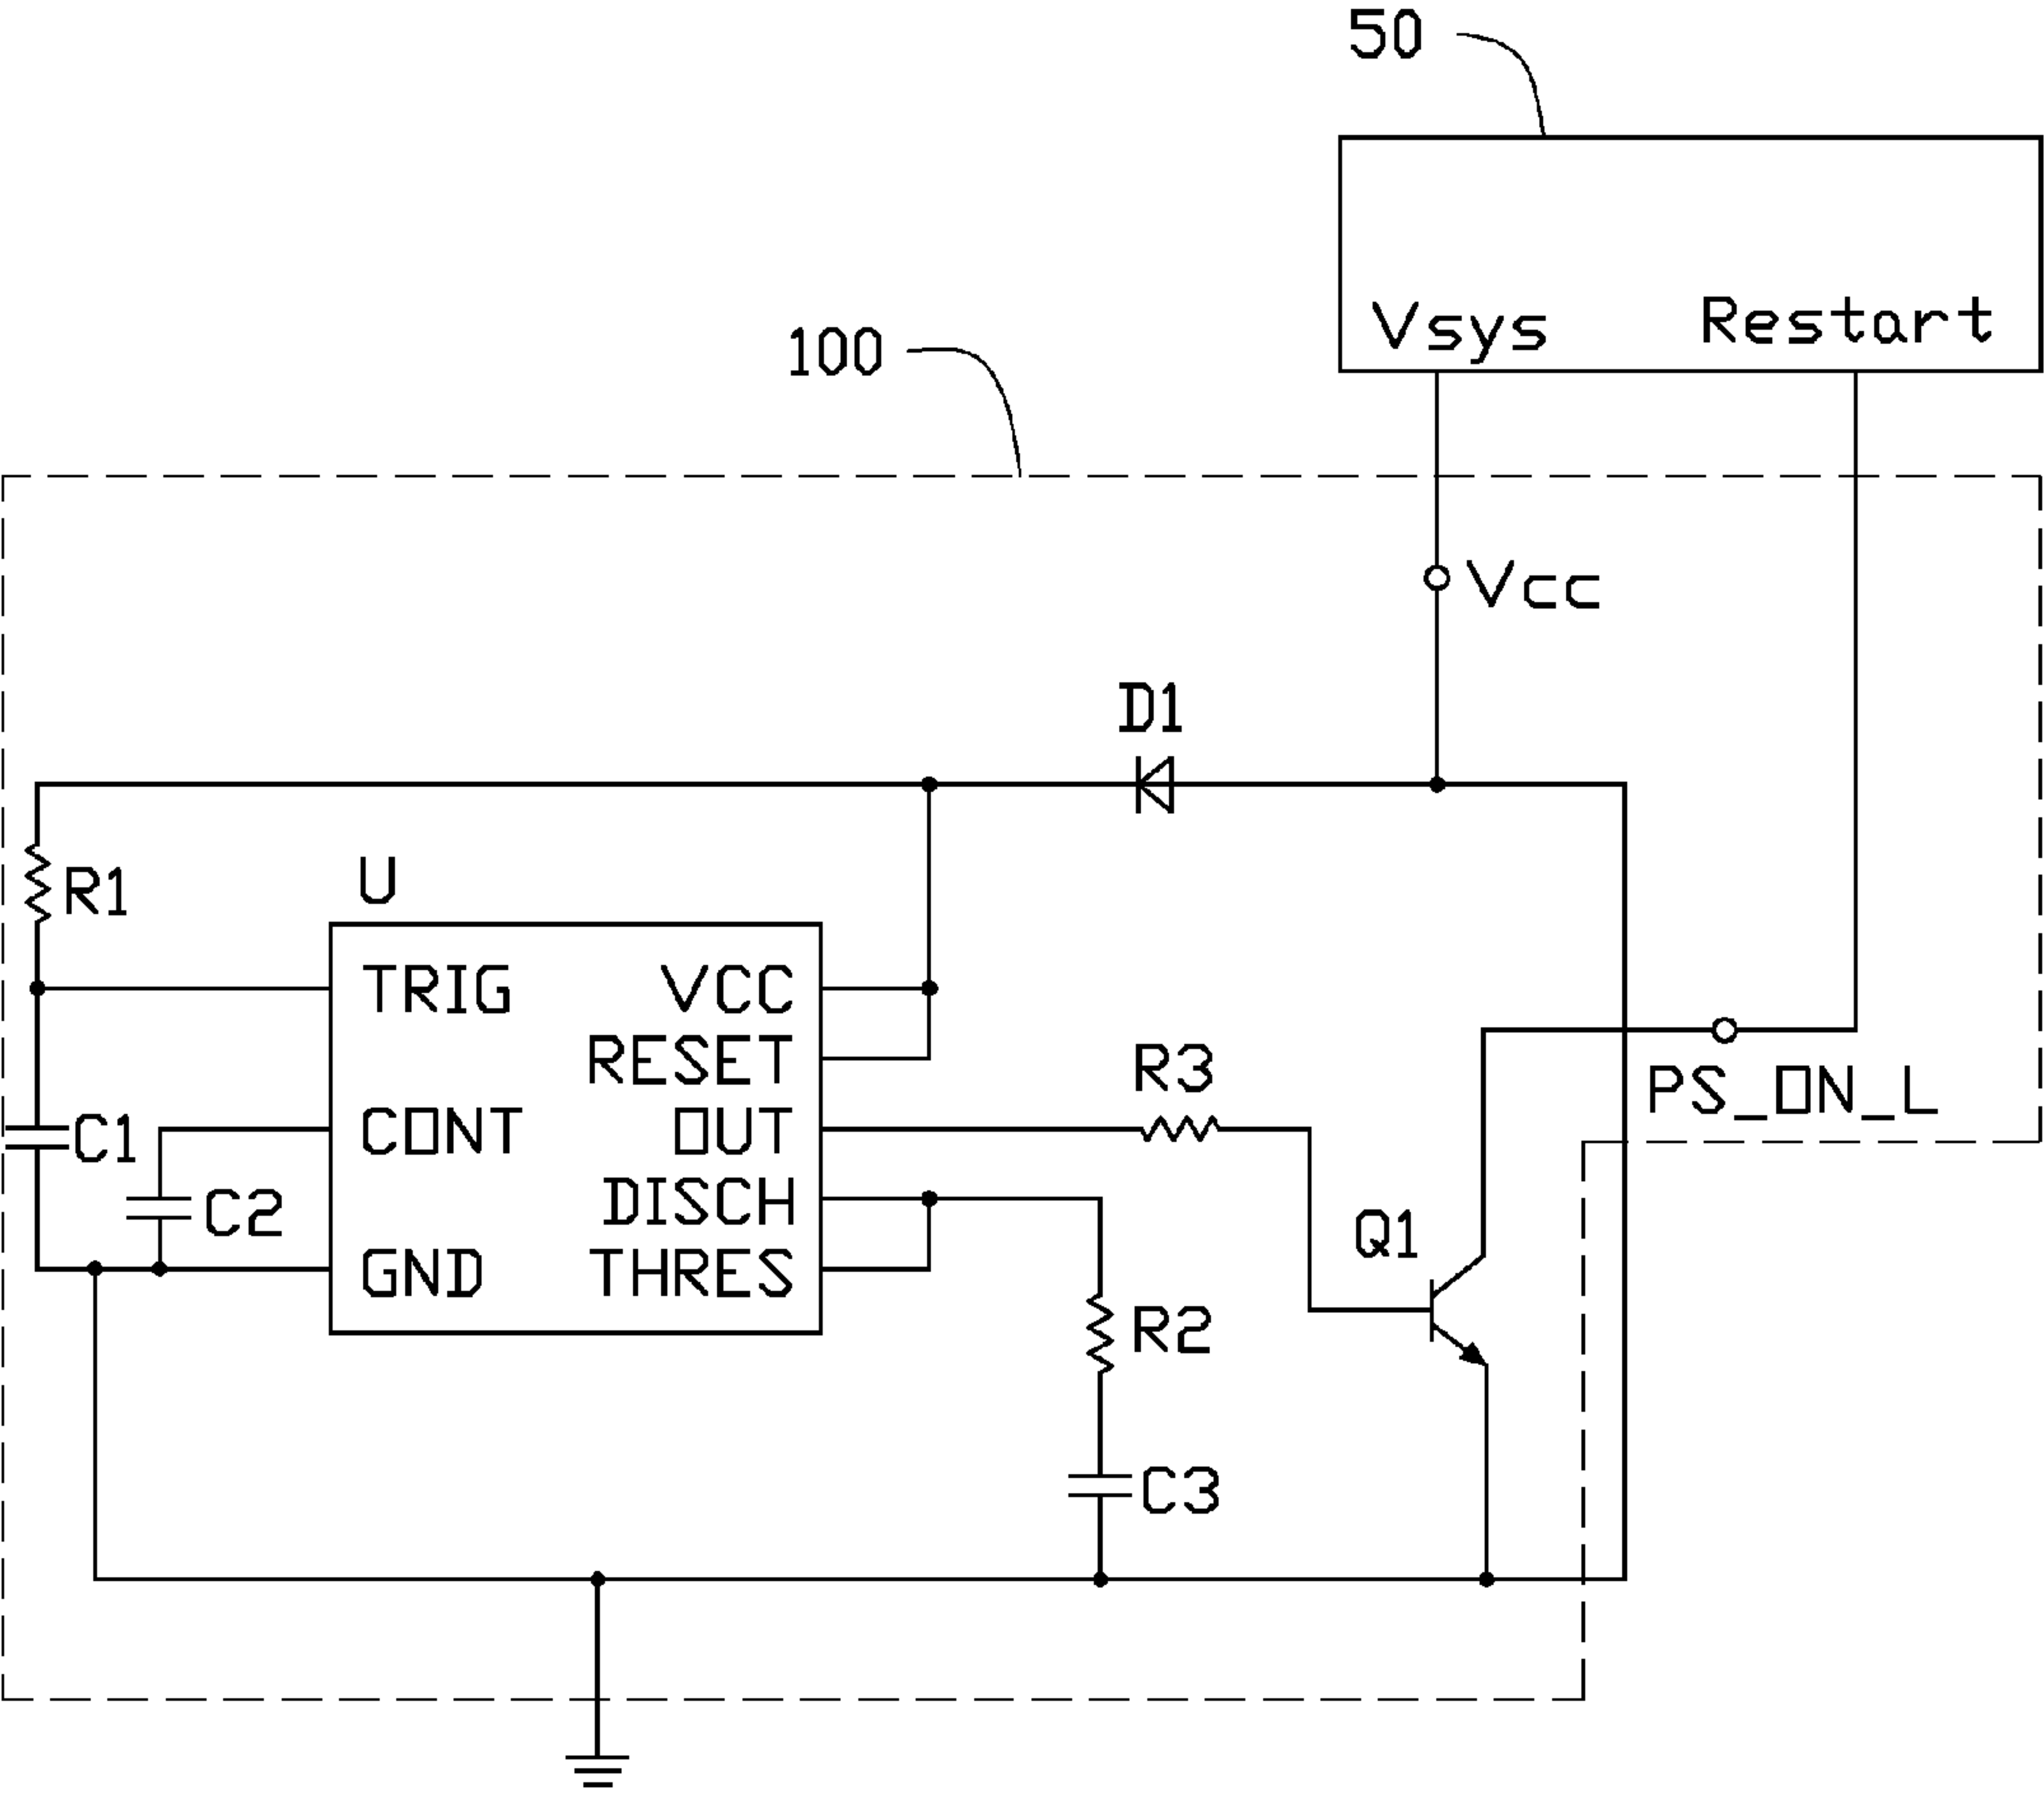 50
Vsys Restart
100
Vcc
D1
R1
U
TRIG VCC
RESET
CONT OUT
DISCH
GND THRES
C1
C2
R3
PS_ON_L
Q1
R2
C3